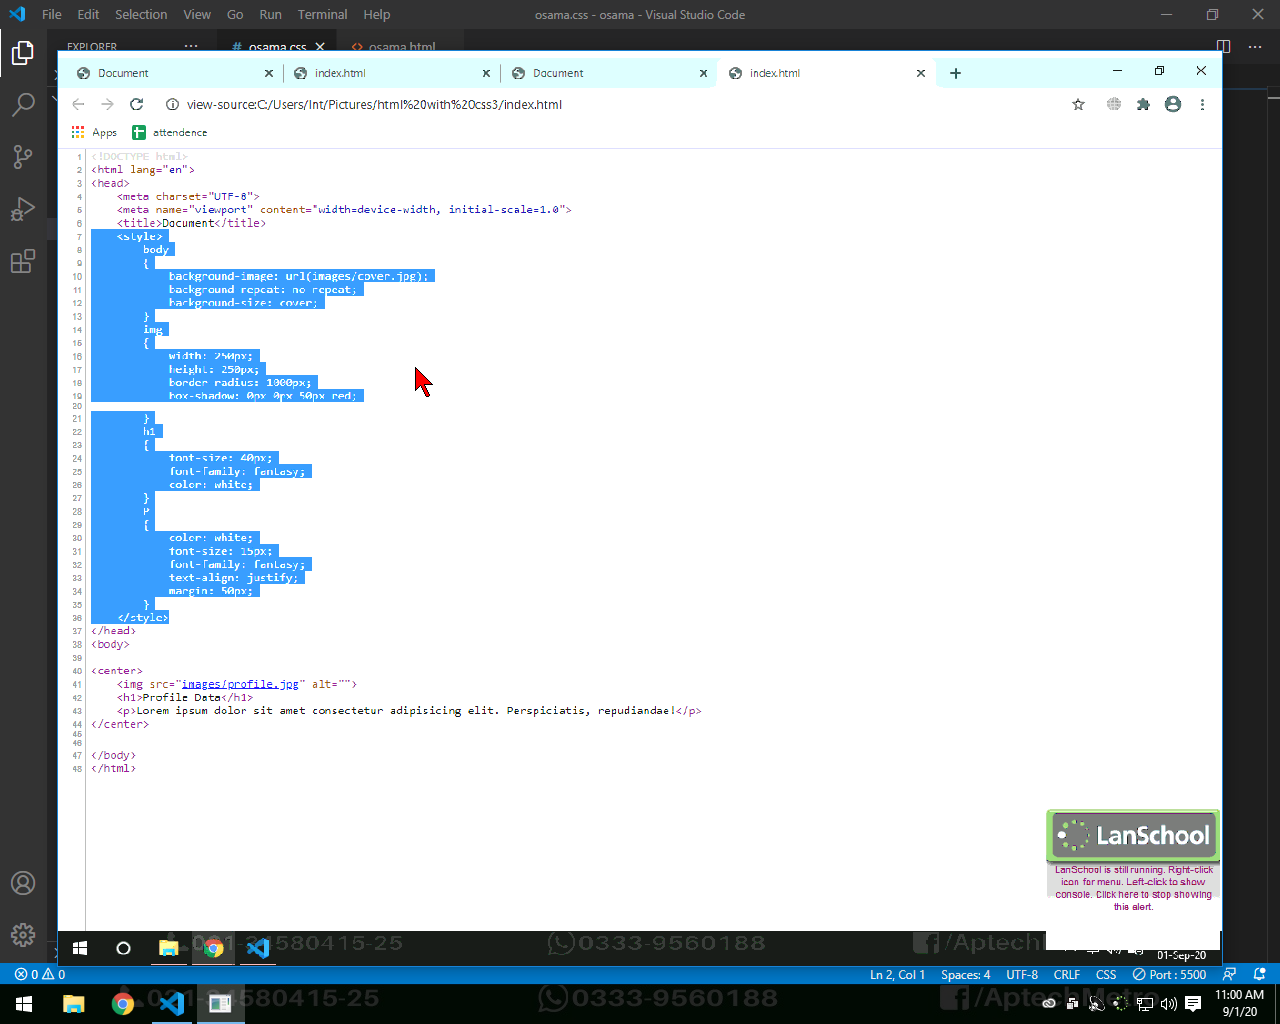 File Edit Selection View Go Run Terminal Help
osama.css - osama - Visual Studio Code
EXPLORER ···
# osama.css
osama.html
Document
index.html
Document
index.html
view-source:C:/Users/Int/Pictures/html%20with%20css3/index.html
Apps attendence
1 <!DOCTYPE html>
2 <html lang="en">
3 <head>
4 <meta charset="UTF-8">
5 <meta name="viewport" content="width=device-width, initial-scale=1.0">
6 <title>Document</title>
7 <style>
8 body
9 {
10 background-image: url(images/cover.jpg);
11 background-repeat: no-repeat;
12 background-size: cover;
13 }
14 img
15 {
16 width: 250px;
17 height: 250px;
18 border-radius: 1000px;
19 box-shadow: 0px 0px 50px red;
20
21 }
22 h1
23 {
24 font-size: 40px;
25 font-family: fantasy;
26 color: white;
27 }
28 P
29 {
30 color: white;
31 font-size: 15px;
32 font-family: fantasy;
33 text-align: justify;
34 margin: 50px;
35 }
36 </style>
37 </head>
38 <body>
39
40 <center>
41 <img src="images/profile.jpg" alt="">
42 <h1>Profile Data</h1>
43 <p>Lorem ipsum dolor sit amet consectetur adipisicing elit. Perspiciatis, repudiandae!</p>
44 </center>
45
46
47 </body>
48 </html>
LanSchool
LanSchool is still running. Right-click
icon for menu. Left-click to show
console. Click here to stop showing
this alert.
34580415-25
0333-9560188
01-Sep-20
0 0
Ln 2, Col 1 Spaces: 4 UTF-8 CRLF CSS Port : 5500
34580415-25
0333-9560188
11:00 AM
9/1/20